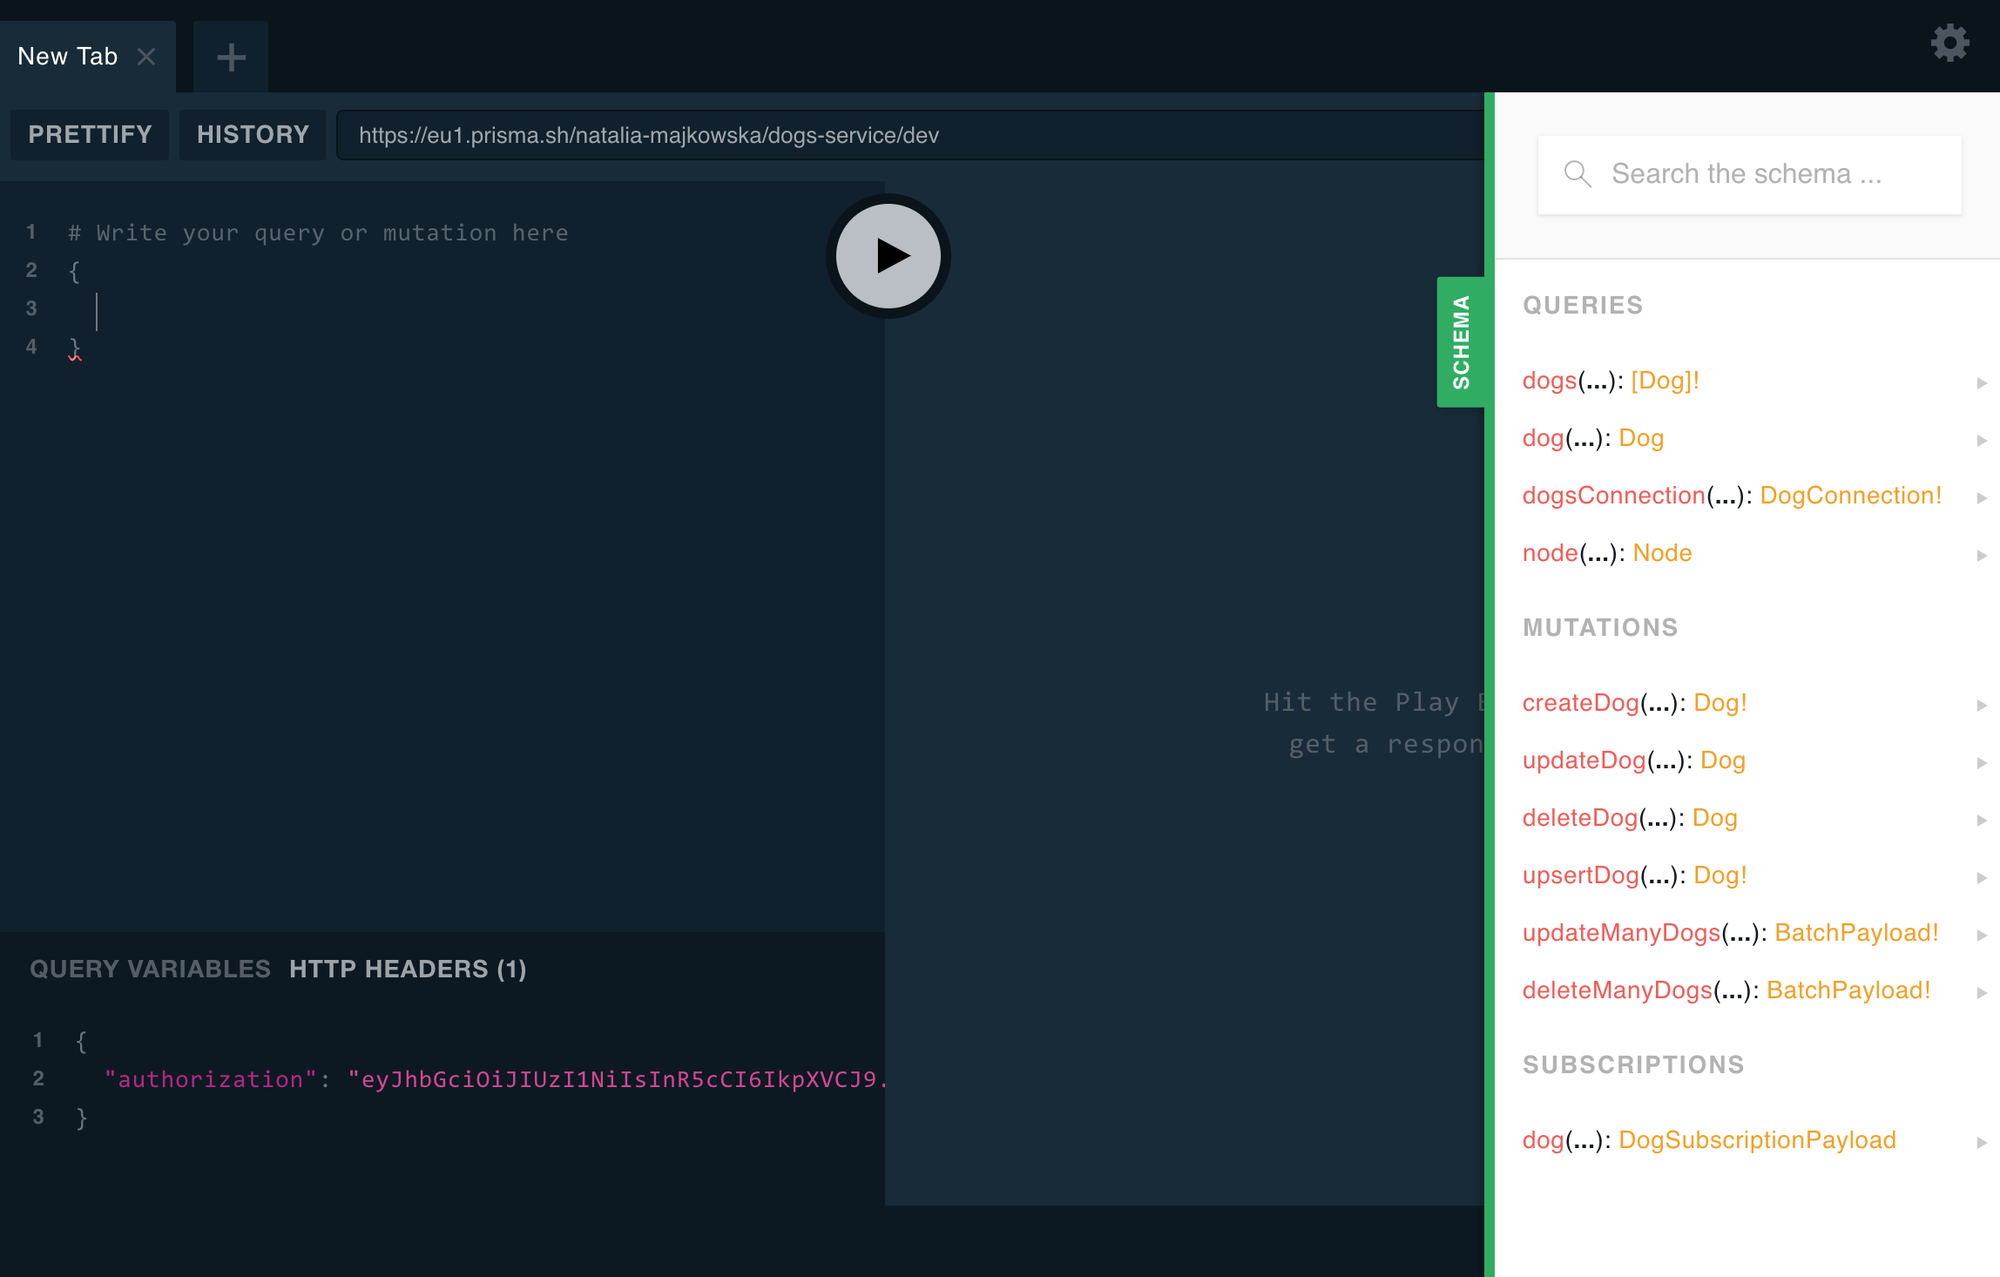 New Tab
PRETTIFY
HISTORY
https://eu1.prisma.sh/natalia-majkowska/dogs-service/dev
1 # Write your query or mutation here
2 {
3
4 }
Hit the Play
get a respon
QUERY VARIABLES HTTP HEADERS (1)
1 {
2 "authorization": "eyJhbGciOiJIUzI1NiIsInR5cCI6IkpXVCJ9.
3 }
SCHEMA
Search the schema ...
QUERIES
dogs(...): [Dog]!
dog(...): Dog
dogsConnection(...): DogConnection!
node(...): Node
MUTATIONS
createDog(...): Dog!
updateDog(...): Dog
deleteDog(...): Dog
upsertDog(...): Dog!
updateManyDogs(...): BatchPayload!
deleteManyDogs(...): BatchPayload!
SUBSCRIPTIONS
dog(...): DogSubscriptionPayload